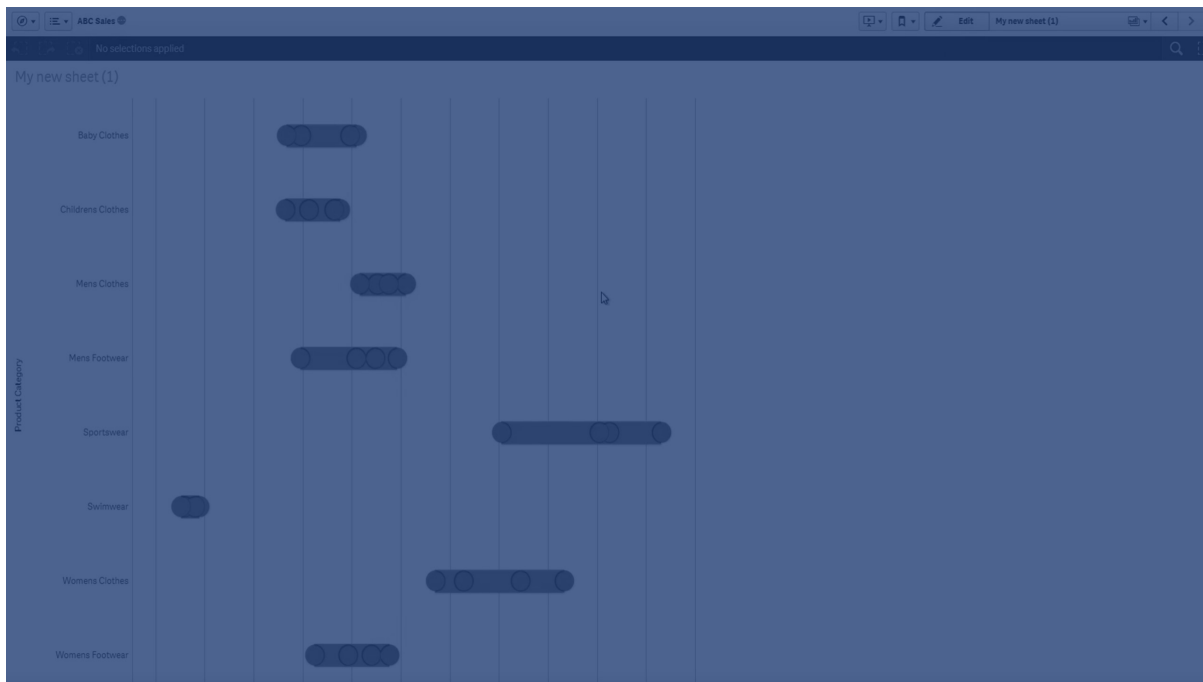 ABC Sales
Edit
My new sheet (1)
No selections applied
My new sheet (1)
Product Category
Baby Clothes
Childrens Clothes
Mens Clothes
Mens Footwear
Sportswear
Swimwear
Womens Clothes
Womens Footwear